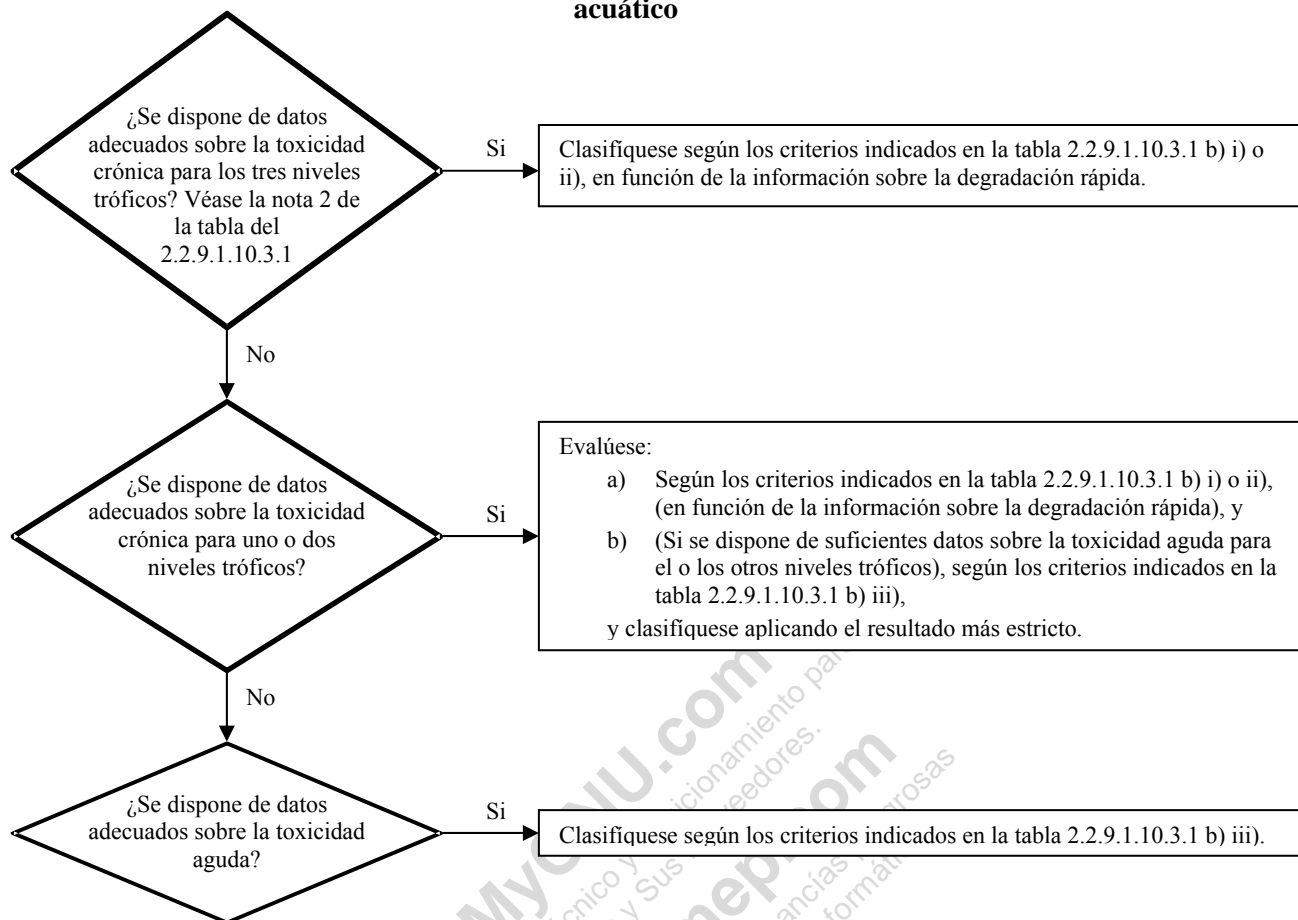 acuático
¿Se dispone de datos
adecuados sobre la toxicidad
crónica para los tres niveles
tróficos? Véase la nota 2 de
la tabla del
2.2.9.1.10.3.1
Si
Clasifíquese según los criterios indicados en la tabla 2.2.9.1.10.3.1 b) i) o
ii), en función de la información sobre la degradación rápida.
No
¿Se dispone de datos
adecuados sobre la toxicidad
crónica para uno o dos
niveles tróficos?
Si
Evalúese:
a) Según los criterios indicados en la tabla 2.2.9.1.10.3.1 b) i) o ii),
(en función de la información sobre la degradación rápida), y
b) (Si se dispone de suficientes datos sobre la toxicidad aguda para
el o los otros niveles tróficos), según los criterios indicados en la
tabla 2.2.9.1.10.3.1 b) iii),
y clasifíquese aplicando el resultado más estricto.
No
¿Se dispone de datos
adecuados sobre la toxicidad
aguda?
Si
Clasifíquese según los criterios indicados en la tabla 2.2.9.1.10.3.1 b) iii).